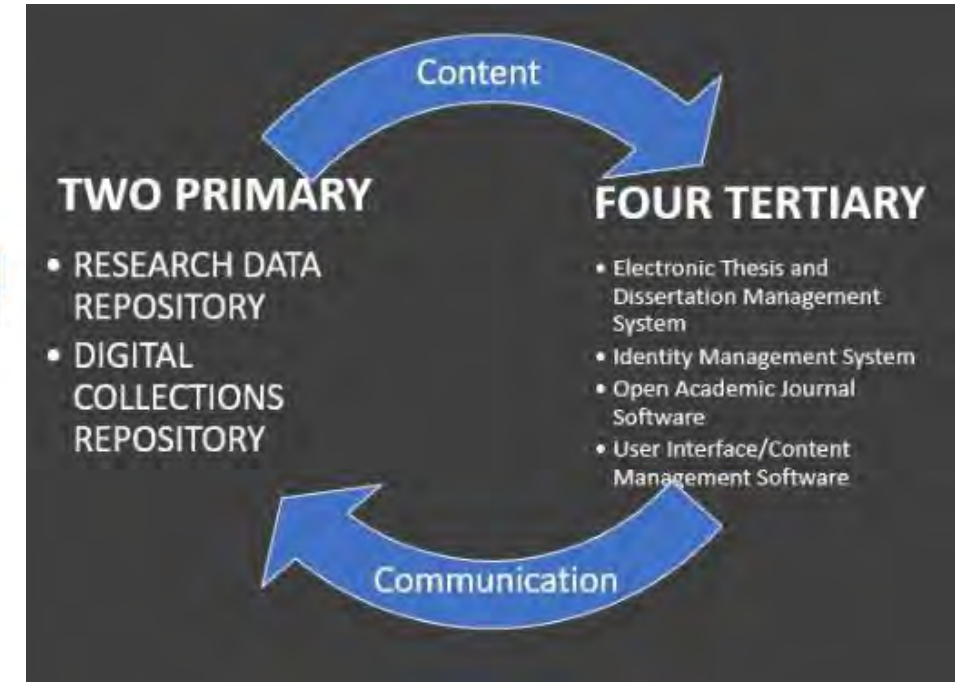 Content
TWO PRIMARY
• RESEARCH DATA
REPOSITORY
• DIGITAL
COLLECTIONS
REPOSITORY
FOUR TERTIARY
• Electronic Thesis and
Dissertation Management
System
• Identity Management System
• Open Academic Journal
Software
• User Interface/Content
Management Software
Communication